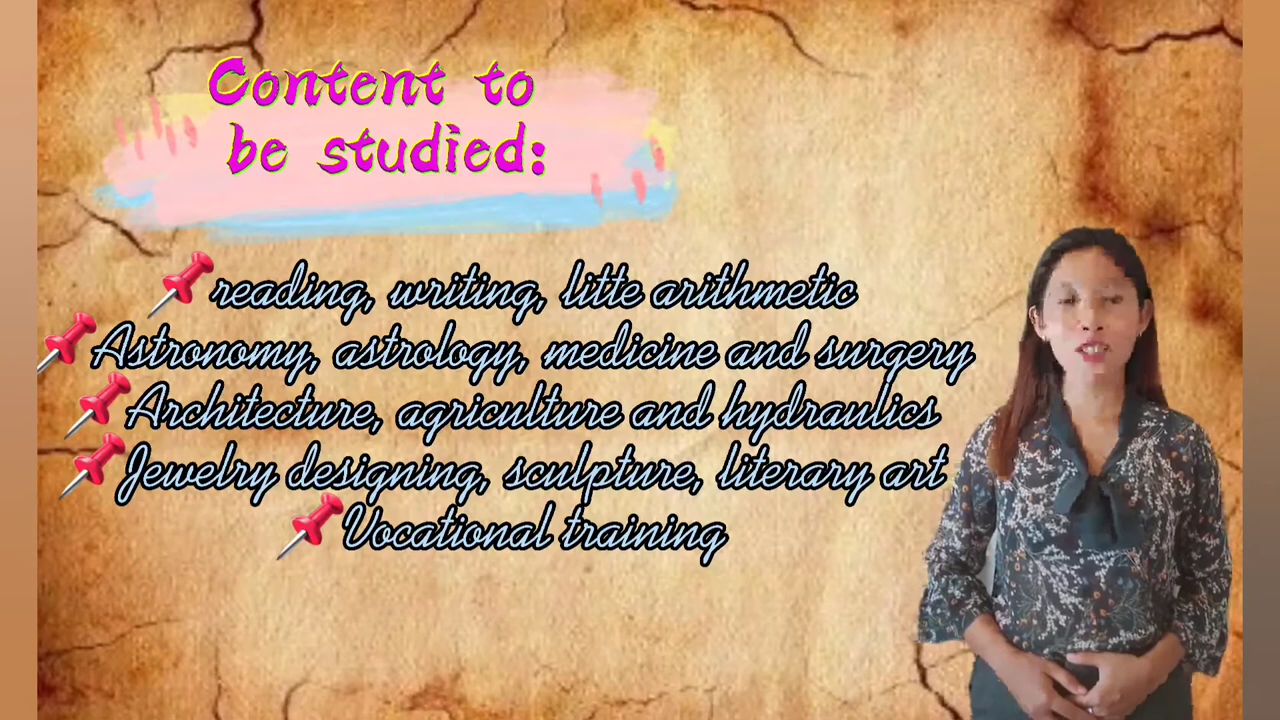 Content to
be studied:
reading, writing, litte arithmetic
Astronomy, astrology, medicine and surgery
Architecture, agriculture and hydraulics
Jewelry designing, sculpture, literary art
Vocational training